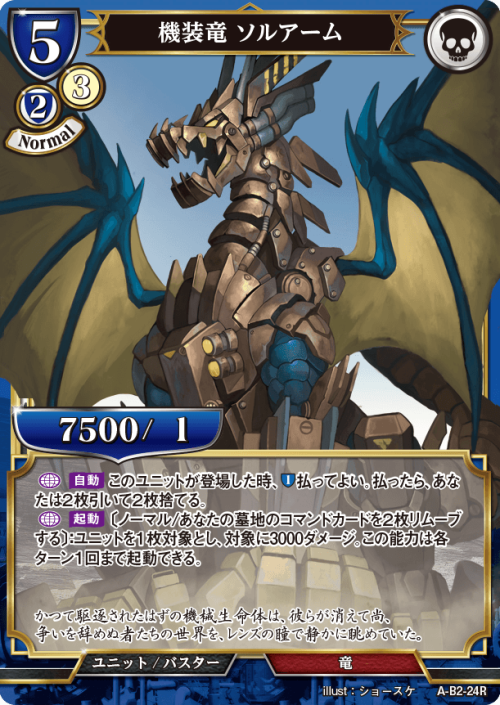 5
機装竜 ソルアーム
2
3
Normal
7500/ 1
自動 このユニットが登場した時、1払ってよい。払ったら、あな
たは2枚引いて2枚捨てる。
起動 〔ノーマル/あなたの墓地のコマンドカードを2枚リムーブ
する〕:ユニットを1枚対象とし、対象に3000ダメージ。この能力は各
ターン1回まで起動できる。
かつて駆逐されたはずの機械生命体は、彼らが消えて尚、
争いを辞めぬ者たちの世界を、レンズの瞳で静かに眺めていた。
ユニット/バスター
竜
illust:ショースケ
A-B2-24R